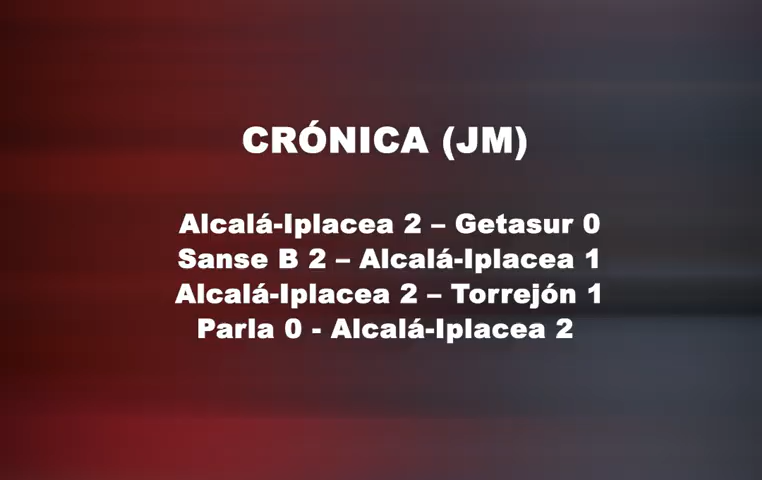 CRÓNICA (JM)
Alcalá-Iplacea 2 – Getasur 0
Sanse B 2 – Alcalá-Iplacea 1
Alcalá-Iplacea 2 – Torrejón 1
Parla 0 - Alcalá-Iplacea 2